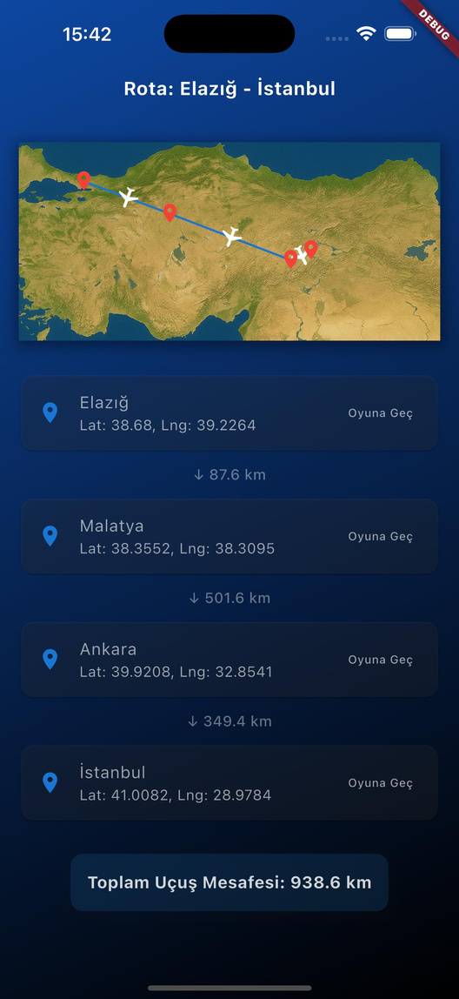 15:42
DEBUG
Rota: Elazığ - İstanbul
Elazığ
Lat: 38.68, Lng: 39.2264
Oyuna Geç
↓ 87.6 km
Malatya
Lat: 38.3552, Lng: 38.3095
Oyuna Geç
↓ 501.6 km
Ankara
Lat: 39.9208, Lng: 32.8541
Oyuna Geç
↓ 349.4 km
İstanbul
Lat: 41.0082, Lng: 28.9784
Oyuna Geç
Toplam Uçuş Mesafesi: 938.6 km